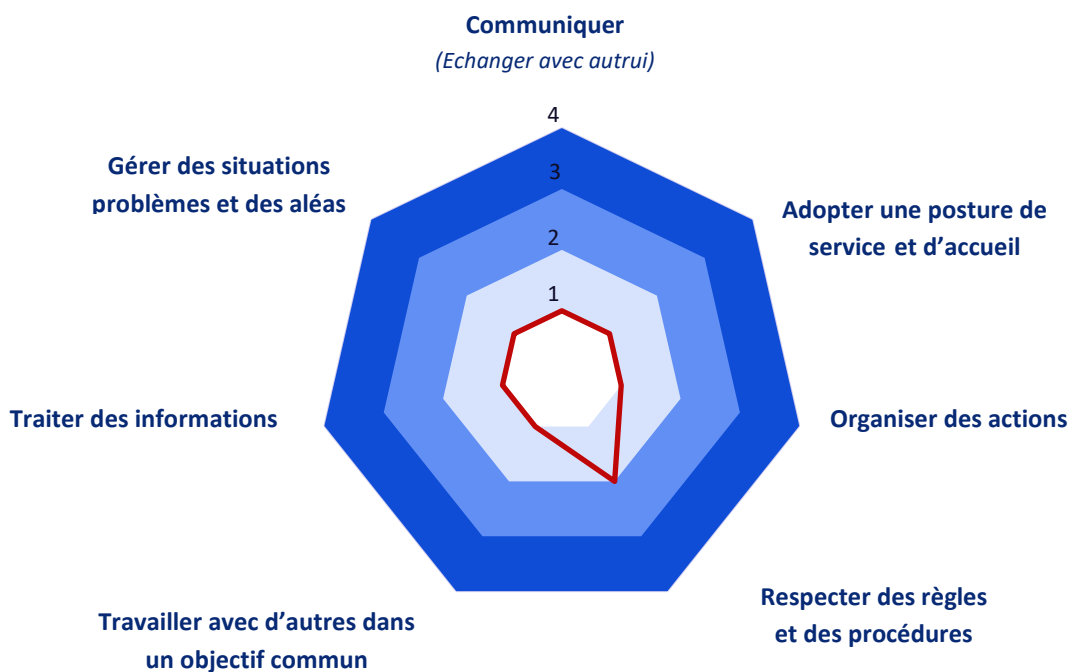 Communiquer
(Echanger avec autrui)
4
Gérer des situations
problèmes et des aléas
3
Adopter une posture de
service et d’accueil
2
1
Traiter des informations
Organiser des actions
Respecter des règles
et des procédures
Travailler avec d’autres dans
un objectif commun